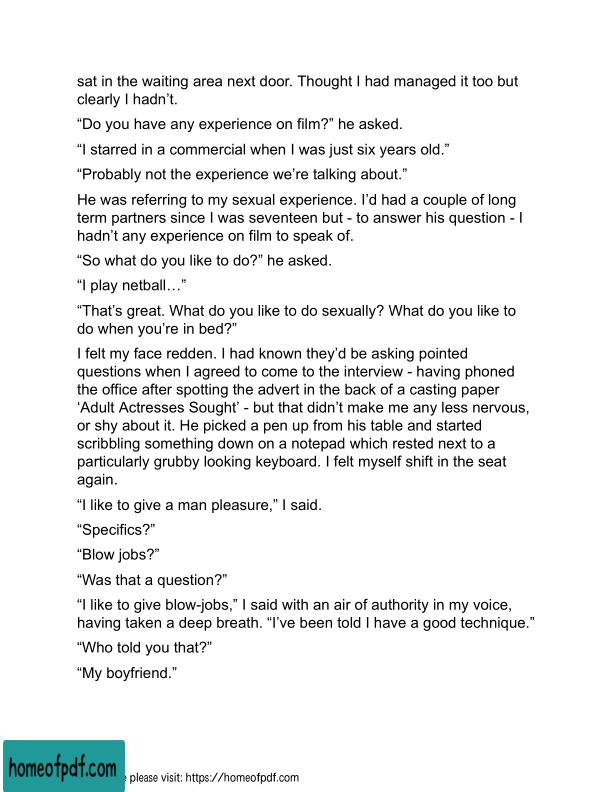 sat in the waiting area next door. Thought I had managed it too but
clearly I hadn’t.
“Do you have any experience on film?” he asked.
“I starred in a commercial when I was just six years old.”
“Probably not the experience we’re talking about.”
He was referring to my sexual experience. I’d had a couple of long
term partners since I was seventeen but - to answer his question - I
hadn’t any experience on film to speak of.
“So what do you like to do?” he asked.
“I play netball…”
“That’s great. What do you like to do sexually? What do you like to
do when you’re in bed?”
I felt my face redden. I had known they’d be asking pointed
questions when I agreed to come to the interview - having phoned
the office after spotting the advert in the back of a casting paper
‘Adult Actresses Sought’ - but that didn’t make me any less nervous,
or shy about it. He picked a pen up from his table and started
scribbling something down on a notepad which rested next to a
particularly grubby looking keyboard. I felt myself shift in the seat
again.
“I like to give a man pleasure,” I said.
“Specifics?”
“Blow jobs?”
“Was that a question?”
“I like to give blow-jobs,” I said with an air of authority in my voice,
having taken a deep breath. “I’ve been told I have a good technique.”
“Who told you that?”
“My boyfriend.”
homeofpdf.com
please visit: https://homeofpdf.com